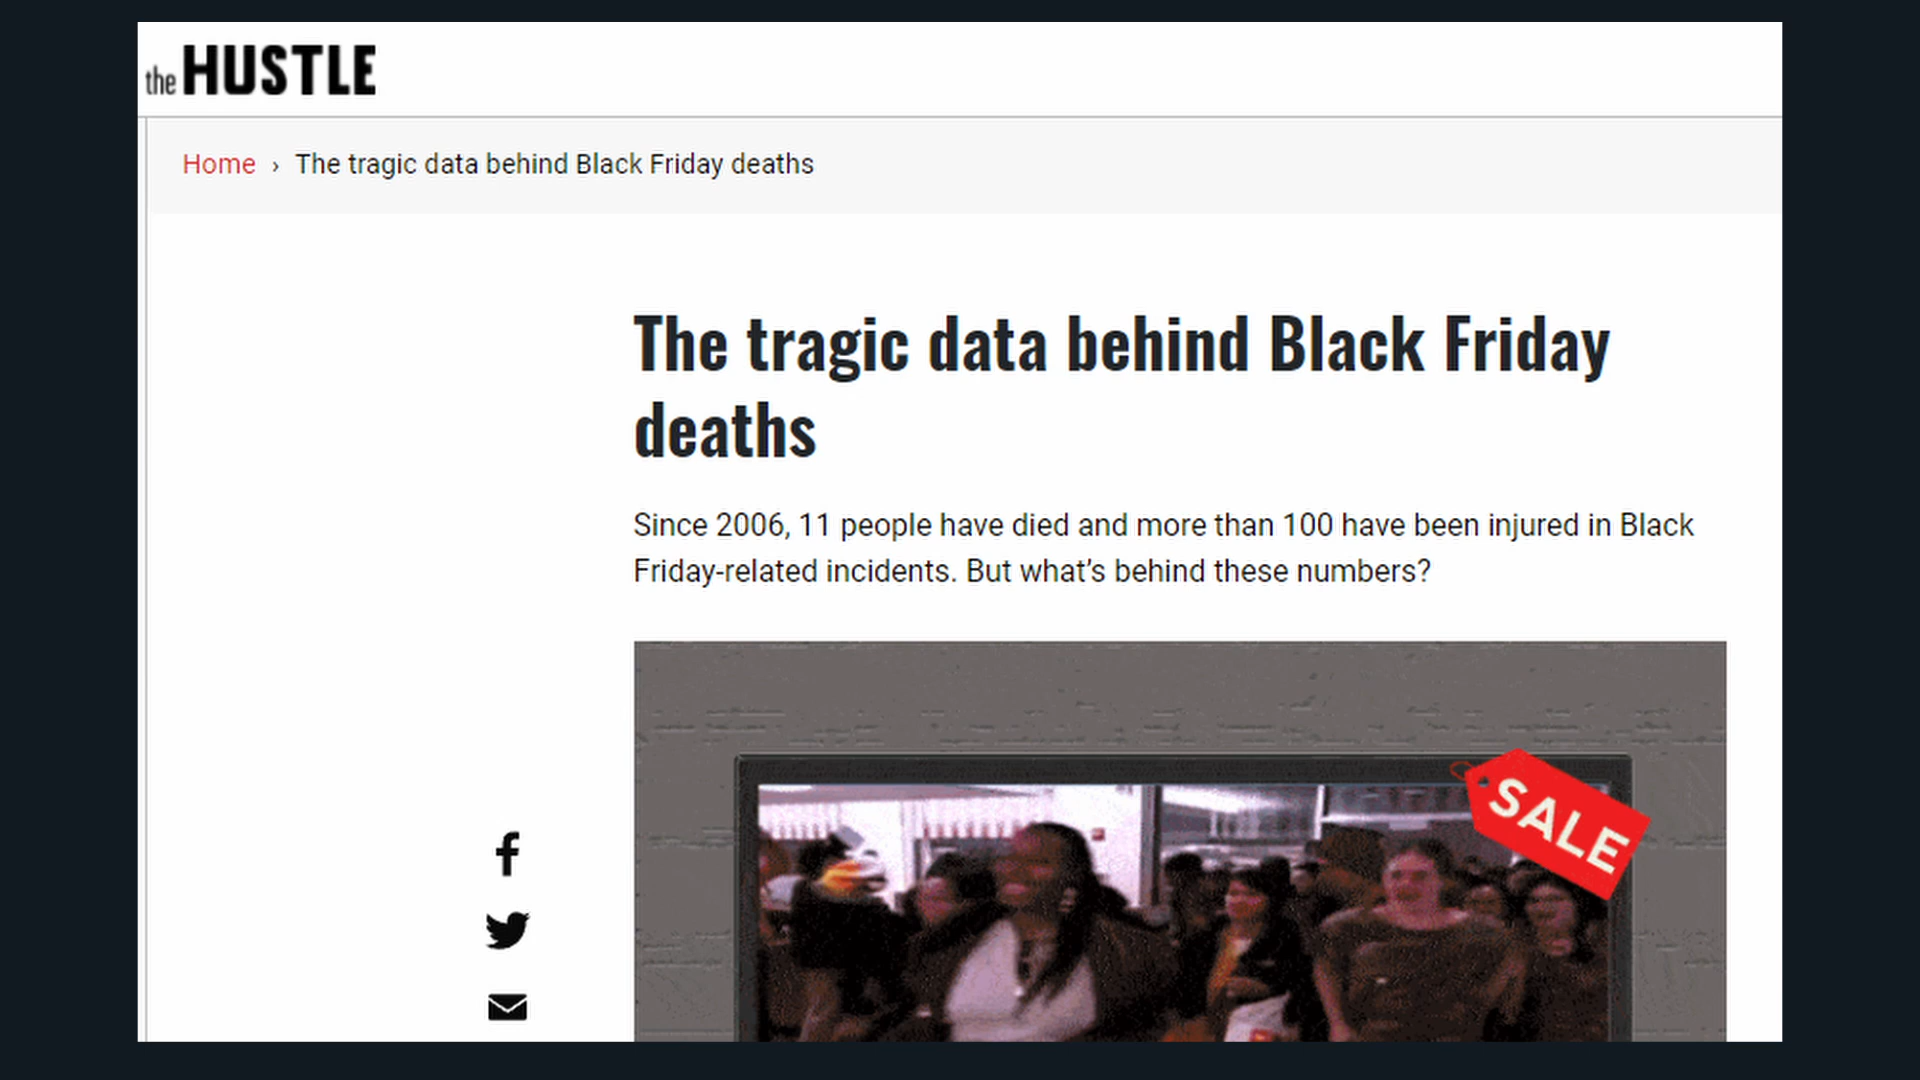 the HUSTLE
Home › The tragic data behind Black Friday deaths
The tragic data behind Black Friday
deaths
Since 2006, 11 people have died and more than 100 have been injured in Black
Friday-related incidents. But what’s behind these numbers?
SALE